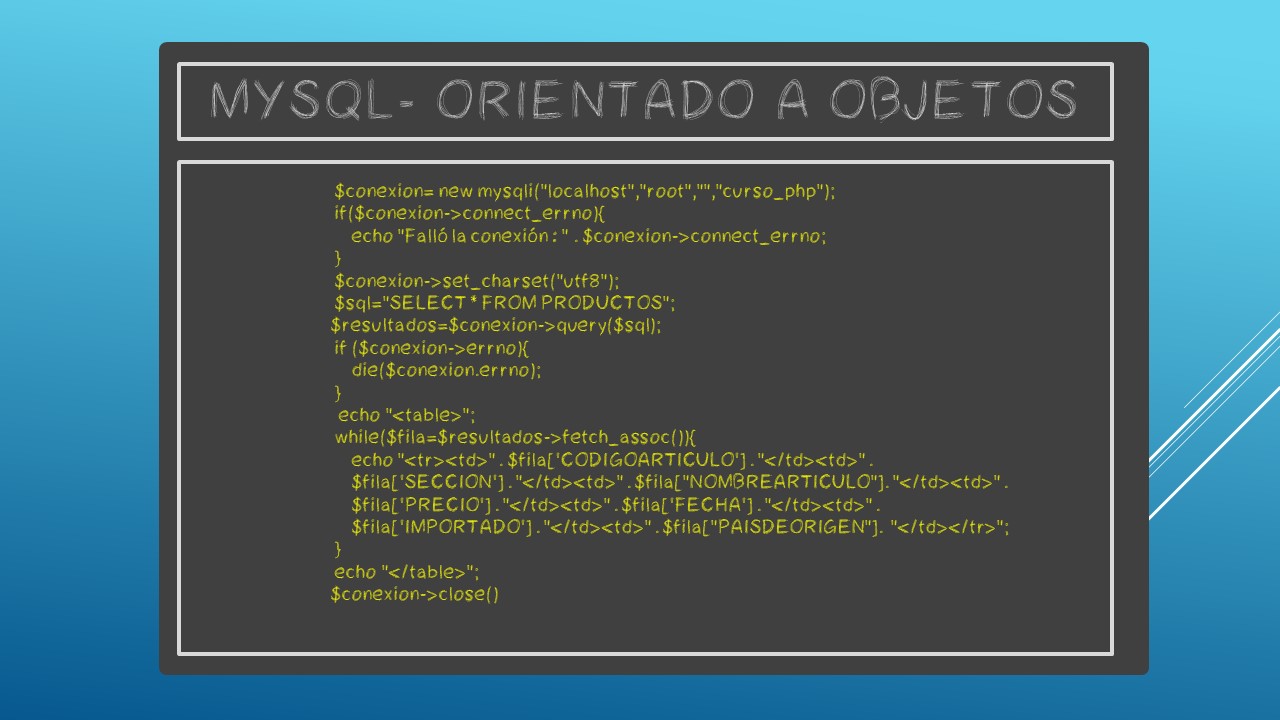 MYSQL- ORIENTADO A OBJETOS
$conexion= new mysqli("localhost","root","","curso_php");
if($conexion->connect_errno){
echo "Falló la conexión : " . $conexion->connect_errno;
}
$conexion->set_charset("utf8");
$sql="SELECT * FROM PRODUCTOS";
$resultados=$conexion->query($sql);
if ($conexion->errno){
die($conexion.errno);
}
echo "<table>";
while($fila=$resultados->fetch_assoc()){
echo "<tr><td>" . $fila['CODIGOARTICULO'] . "</td><td>" .
$fila['SECCION'] . "</td><td>" . $fila["NOMBREARTICULO"]. "</td><td>" .
$fila['PRECIO'] . "</td><td>" . $fila['FECHA'] . "</td><td>" .
$fila['IMPORTADO'] . "</td><td>" . $fila["PAISDEORIGEN"]. "</td></tr>";
}
echo "</table>";
$conexion->close()